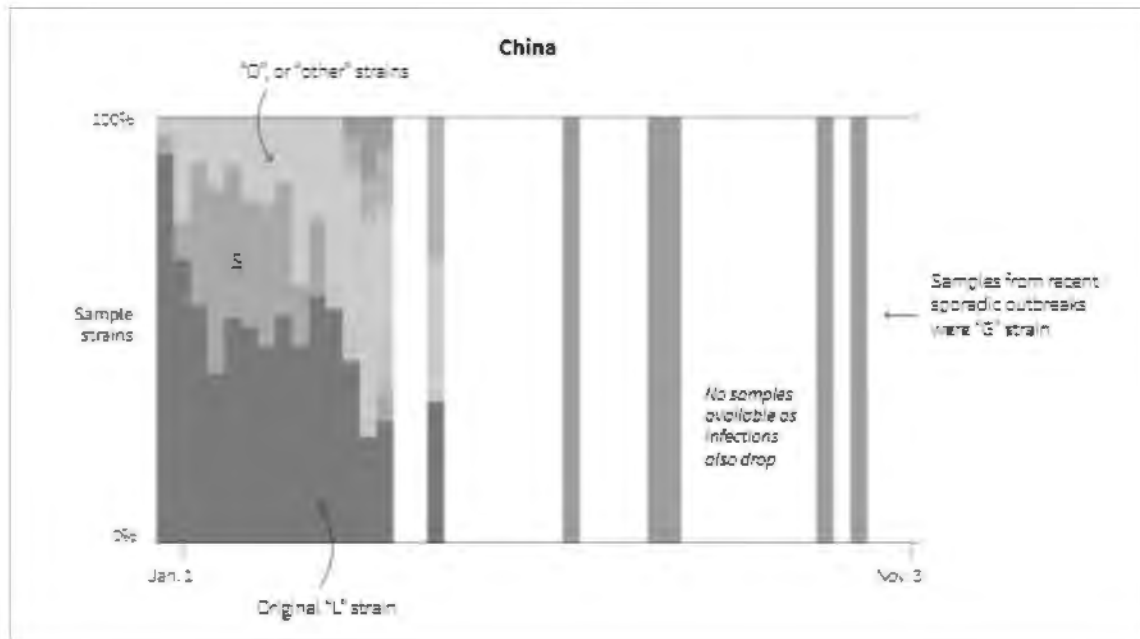 China
"O", or "other" strains
100%
S
Sample
strains
Samples from recent
sporadic outbreaks
were "G" strain
No samples
available as
infections
also drop
0%
Jan. 1
Nov. 3
Original "L" strain